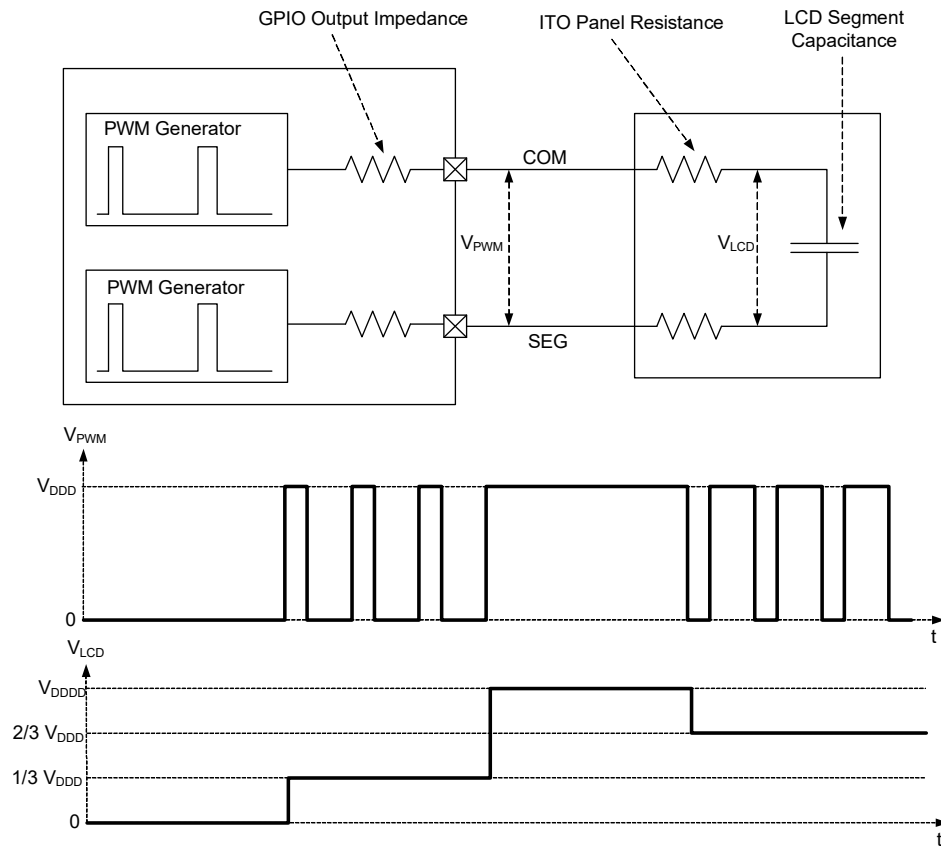 GPIO Output Impedance
ITO Panel Resistance
LCD Segment
Capacitance
PWM Generator
COM
VPWM
VLCD
PWM Generator
SEG
VPWM
VDDD
0
t
VLCD
VDDDD
2/3 VDDD
1/3 VDDD
0
t